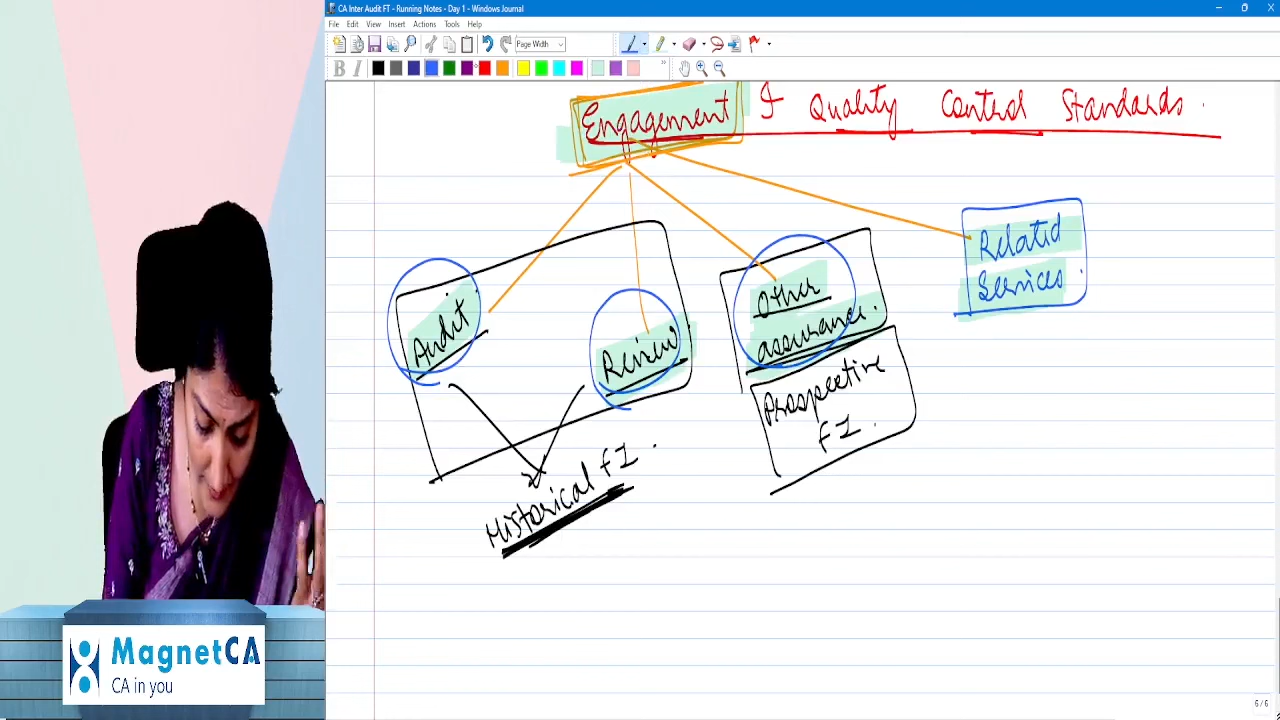 CA Inter Audit FT - Running Notes - Day 1 - Windows Journal
File Edit View Insert Actions Tools Help
Page Width
B I
Engagement & Quality Control Standards.
Audit
Review
Other
assurance.
Related
Services.
Historical FI.
Prospective
FI.
MagnetCA
CA in you
6 / 6